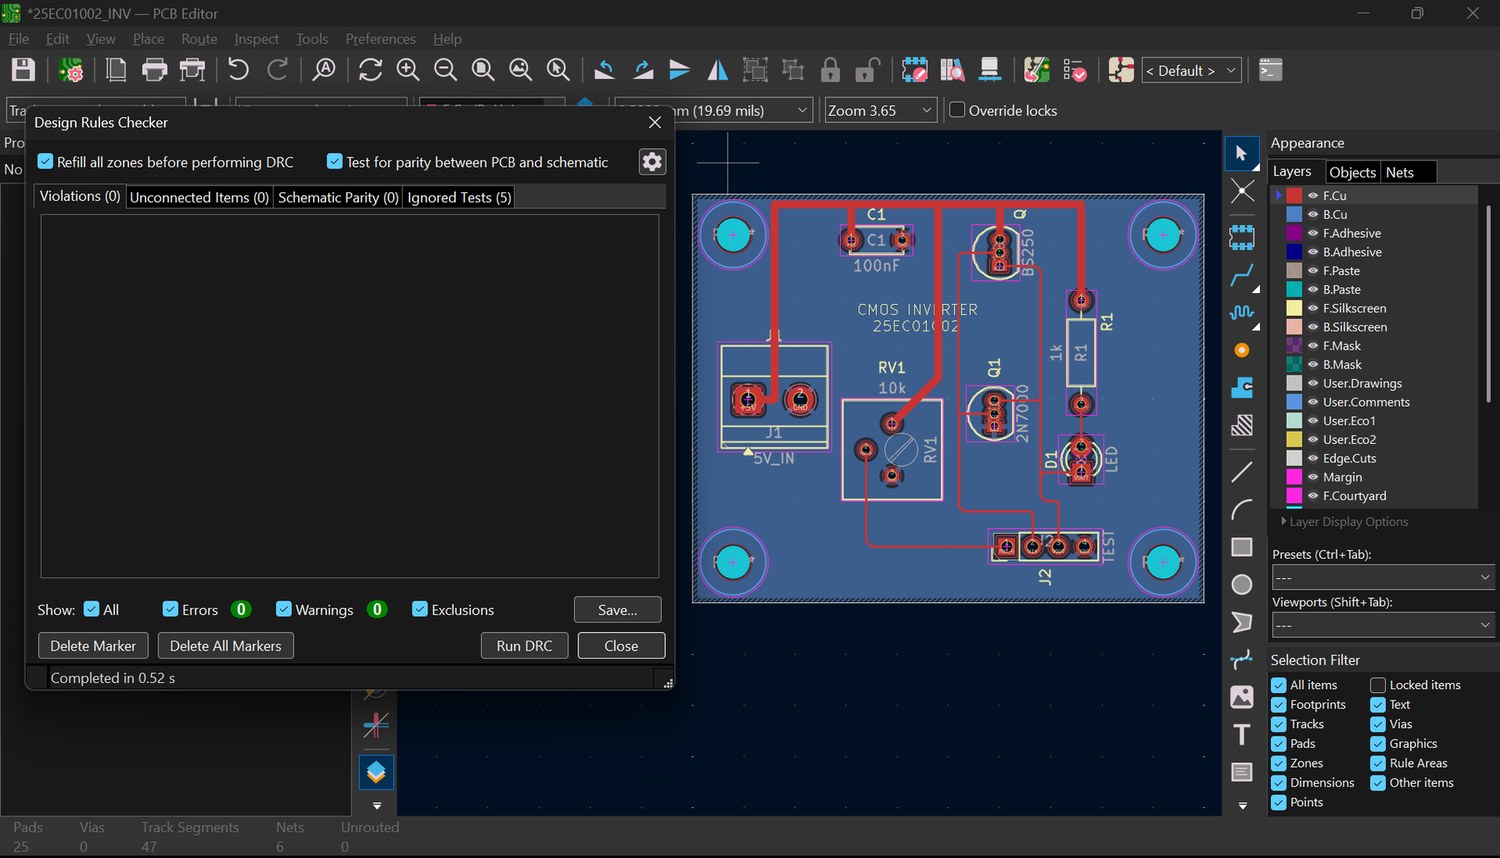 *25EC01002_INV — PCB Editor
File Edit View Place Route Inspect Tools Preferences Help
< Default >
mm (19.69 mils)
Zoom 3.65
Override locks
Design Rules Checker
Refill all zones before performing DRC
Test for parity between PCB and schematic
Violations (0)
Unconnected Items (0)
Schematic Parity (0)
Ignored Tests (5)
Show:
All
Errors
0
Warnings
0
Exclusions
Save...
Delete Marker
Delete All Markers
Run DRC
Close
Completed in 0.52 s
C1
C1
100nF
BS250
CMOS INVERTER
25EC01002
R1
1k
R1
J1
1
+5V
2
GND
J1
5V_IN
RV1
10k
RV1
Q1
2N7000
D1
LED
VOUT
J2
TEST
Appearance
Layers
Objects
Nets
F.Cu
B.Cu
F.Adhesive
B.Adhesive
F.Paste
B.Paste
F.Silkscreen
B.Silkscreen
F.Mask
B.Mask
User.Drawings
User.Comments
User.Eco1
User.Eco2
Edge.Cuts
Margin
F.Courtyard
Layer Display Options
Presets (Ctrl+Tab):
---
Viewports (Shift+Tab):
---
Selection Filter
All items
Locked items
Footprints
Text
Tracks
Vias
Pads
Graphics
Zones
Rule Areas
Dimensions
Other items
Points
Pads Vias Track Segments Nets Unrouted
25 0 47 6 0